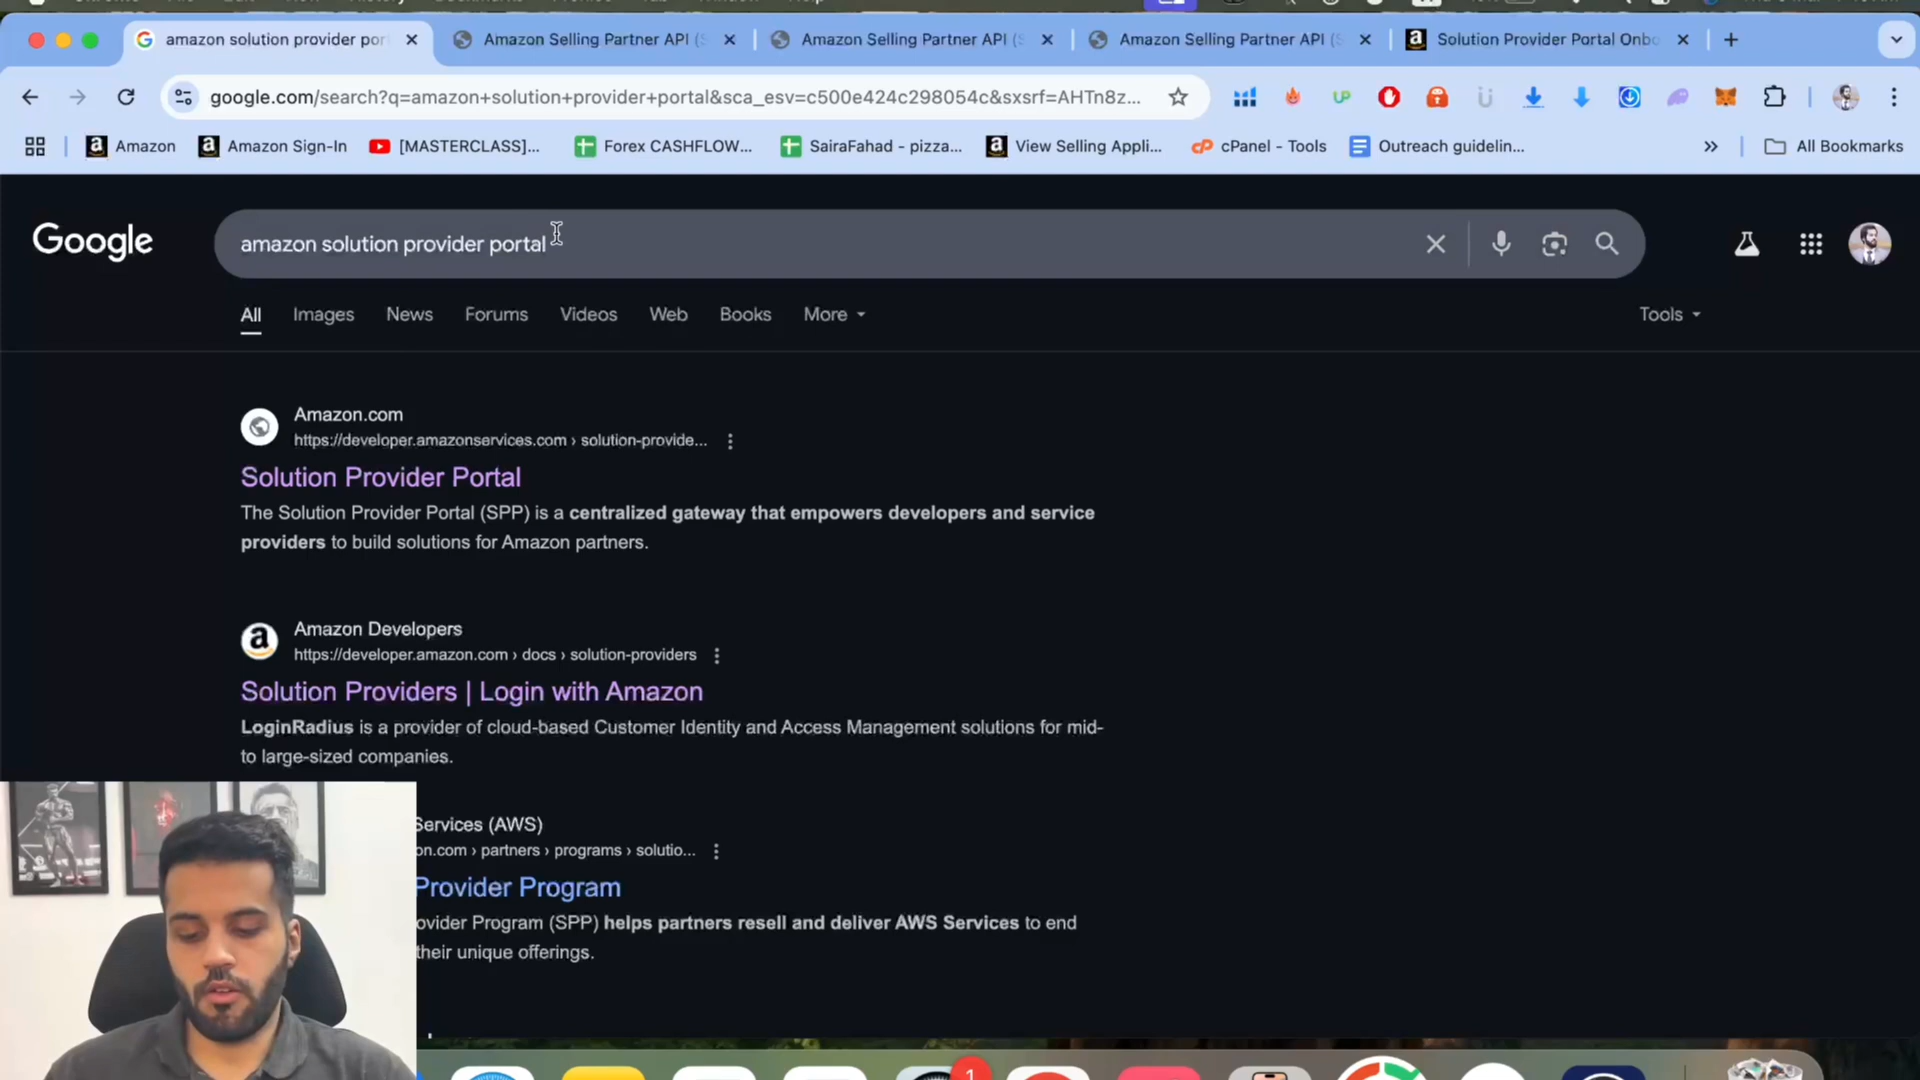 amazon solution provider por
Amazon Selling Partner API (S
Amazon Selling Partner API (S
Amazon Selling Partner API (S
Solution Provider Portal Onbo
google.com/search?q=amazon+solution+provider+portal&sca_esv=c500e424c298054c&sxsrf=AHTn8z...
Amazon
Amazon Sign-In
[MASTERCLASS]...
Forex CASHFLOW...
SairaFahad - pizza...
View Selling Appli...
cPanel - Tools
Outreach guidelin...
All Bookmarks
Google
amazon solution provider portal
All Images News Forums Videos Web Books More Tools
Amazon.com
https://developer.amazonservices.com › solution-provide...
Solution Provider Portal
The Solution Provider Portal (SPP) is a centralized gateway that empowers developers and service
providers to build solutions for Amazon partners.
Amazon Developers
https://developer.amazon.com › docs › solution-providers
Solution Providers | Login with Amazon
LoginRadius is a provider of cloud-based Customer Identity and Access Management solutions for mid-
to large-sized companies.
Services (AWS)
on.com › partners › programs › solutio...
Provider Program
ovider Program (SPP) helps partners resell and deliver AWS Services to end
their unique offerings.
1